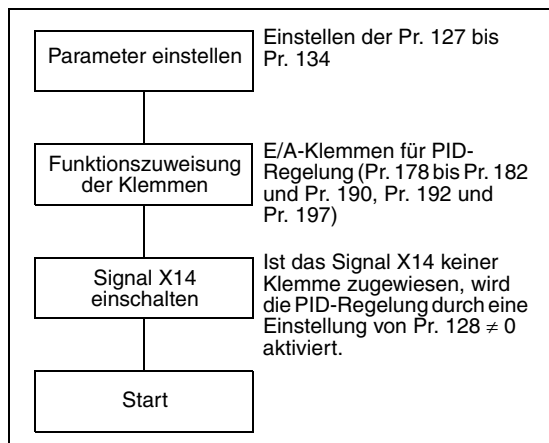 Parameter einstellen
Einstellen der Pr. 127 bis
Pr. 134
Funktionszuweisung
der Klemmen
E/A-Klemmen für PID-
Regelung (Pr. 178 bis Pr. 182
und Pr. 190, Pr. 192 und
Pr. 197)
Signal X14
einschalten
Ist das Signal X14 keiner
Klemme zugewiesen, wird
die PID-Regelung durch eine
Einstellung von Pr. 128 ≠ 0
aktiviert.
Start